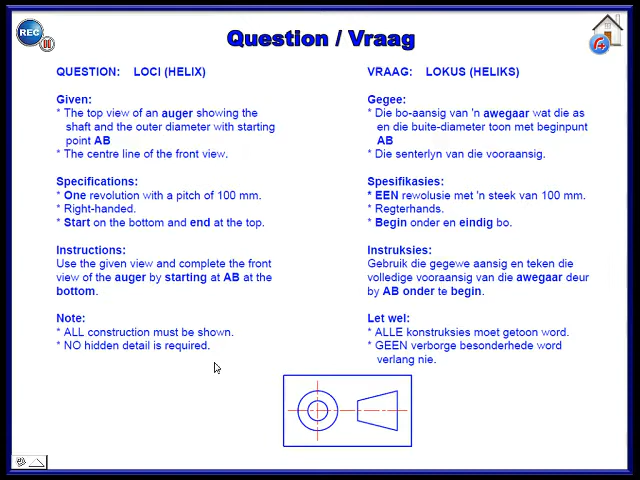 REC
Question / Vraag
QUESTION: LOCI (HELIX)
Given:
* The top view of an auger showing the
shaft and the outer diameter with starting
point AB
* The centre line of the front view.
Specifications:
* One revolution with a pitch of 100 mm.
* Right-handed.
* Start on the bottom and end at the top.
Instructions:
Use the given view and complete the front
view of the auger by starting at AB at the
bottom.
Note:
* ALL construction must be shown.
* NO hidden detail is required.
VRAAG: LOKUS (HELIKS)
Gegee:
* Die bo-aansig van 'n awegaar wat die as
en die buite-diameter toon met beginpunt
AB
* Die senterlyn van die vooraansig.
Spesifikasies:
* EEN rewolusie met 'n steek van 100 mm.
* Regterhands.
* Begin onder en eindig bo.
Instruksies:
Gebruik die gegewe aansig en teken die
volledige vooraansig van die awegaar deur
by AB onder te begin.
Let wel:
* ALLE konstruksies moet getoon word.
* GEEN verborge besonderhede word
verlang nie.